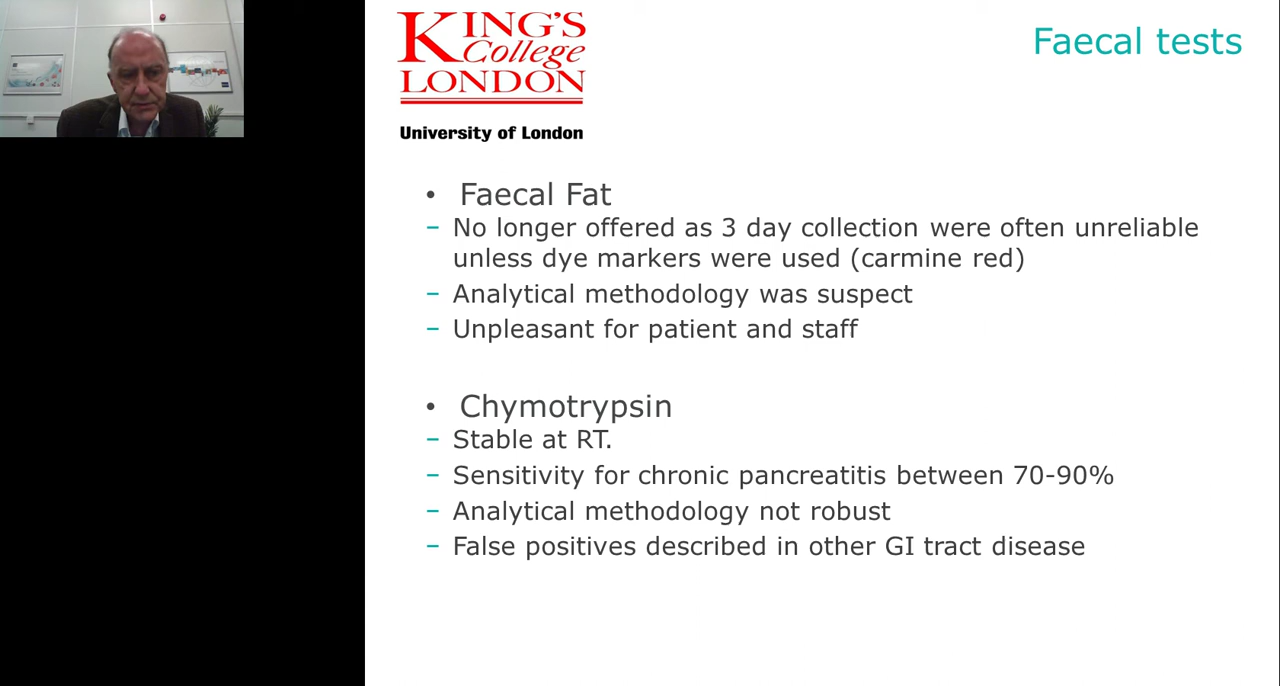 KING'S
College
LONDON
University of London
Faecal tests
• Faecal Fat
– No longer offered as 3 day collection were often unreliable
unless dye markers were used (carmine red)
– Analytical methodology was suspect
– Unpleasant for patient and staff
• Chymotrypsin
– Stable at RT.
– Sensitivity for chronic pancreatitis between 70-90%
– Analytical methodology not robust
– False positives described in other GI tract disease